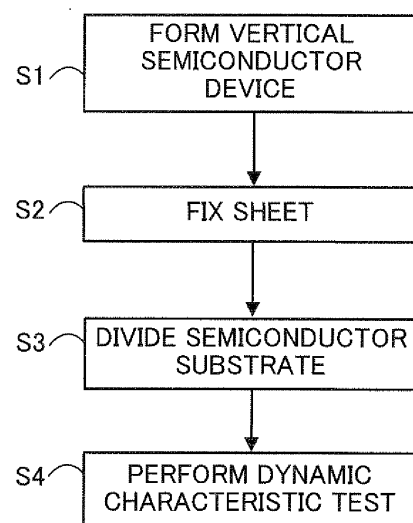 S1
FORM VERTICAL
SEMICONDUCTOR
DEVICE
S2
FIX SHEET
S3
DIVIDE SEMICONDUCTOR
SUBSTRATE
S4
PERFORM DYNAMIC
CHARACTERISTIC TEST